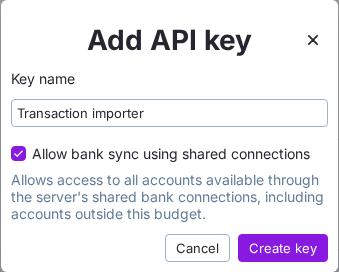 Add API key
Key name
Transaction importer
Allow bank sync using shared connections
Allows access to all accounts available through
the server's shared bank connections, including
accounts outside this budget.
Cancel
Create key